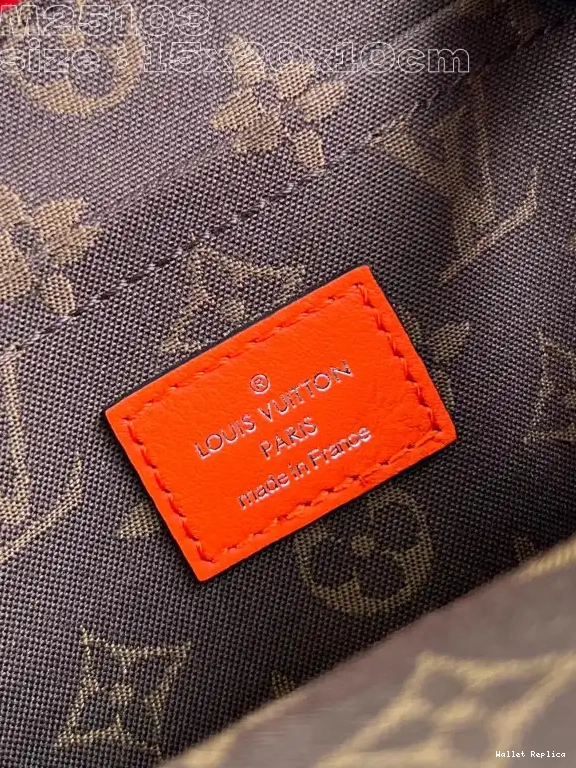 M25103
size :15x20x10cm
®
LOUIS VUITTON
PARIS
made in France
Wallet Replica